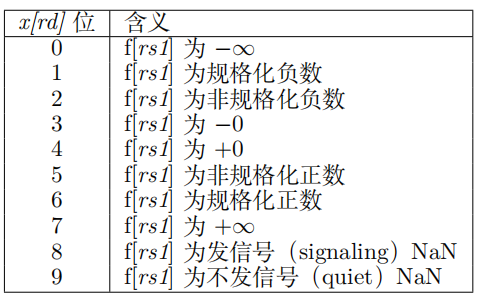 x[rd] 位 含义
0 f[rs1] 为 −∞
1 f[rs1] 为规格化负数
2 f[rs1] 为非规格化负数
3 f[rs1] 为 −0
4 f[rs1] 为 +0
5 f[rs1] 为非规格化正数
6 f[rs1] 为规格化正数
7 f[rs1] 为 +∞
8 f[rs1] 为发信号（signaling）NaN
9 f[rs1] 为不发信号（quiet）NaN